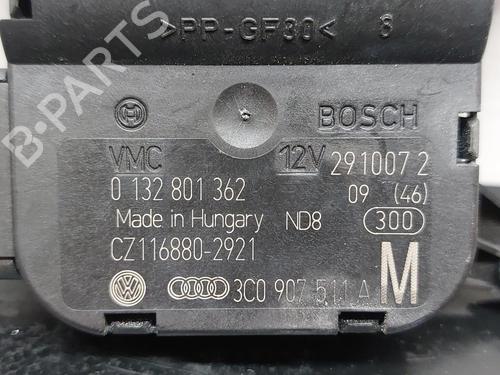 >PP-GF30< 3
BOSCH
VMC 12V 291007 2
0 132 801 362 09 (46)
Made in Hungary ND8 300
CZ116880-2921
3C0 907 511 A M
B-PARTS